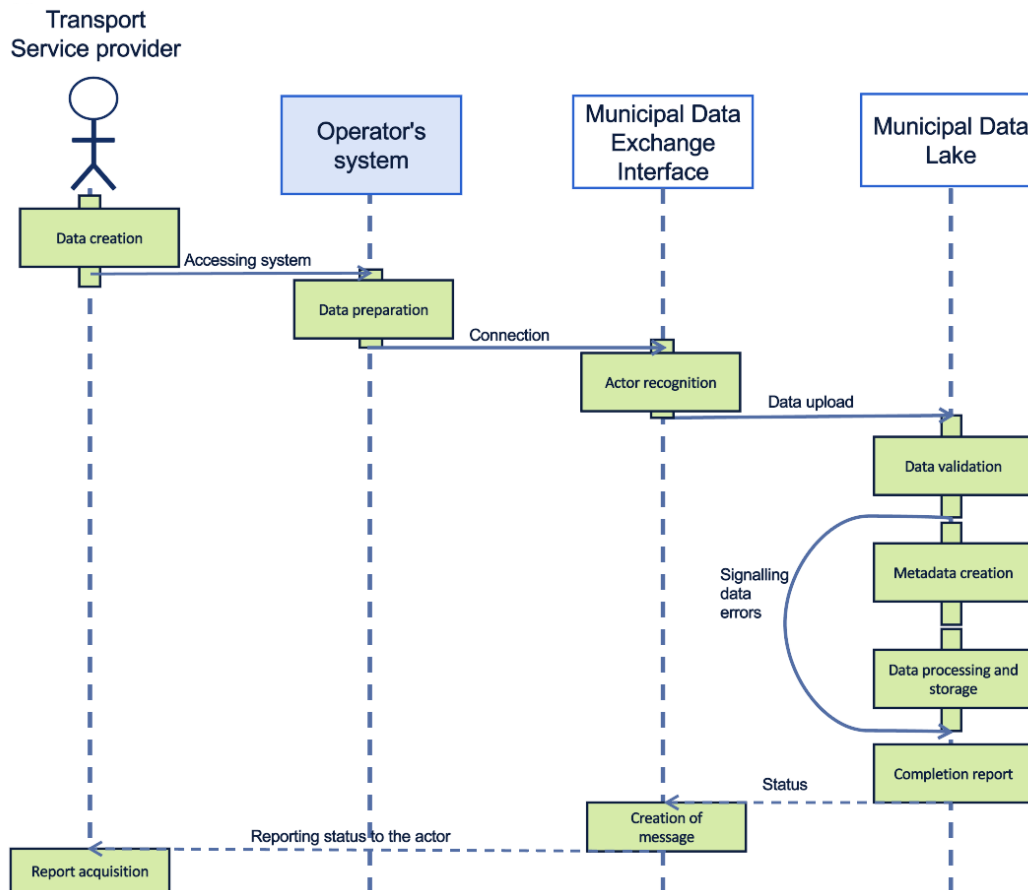 Transport
Service provider
Operator's
system
Municipal Data
Exchange
Interface
Municipal Data
Lake
Data creation
Accessing system
Data preparation
Connection
Actor recognition
Data upload
Data validation
Signalling
data
errors
Metadata creation
Data processing and
storage
Completion report
Status
Creation of
message
Reporting status to the actor
Report acquisition